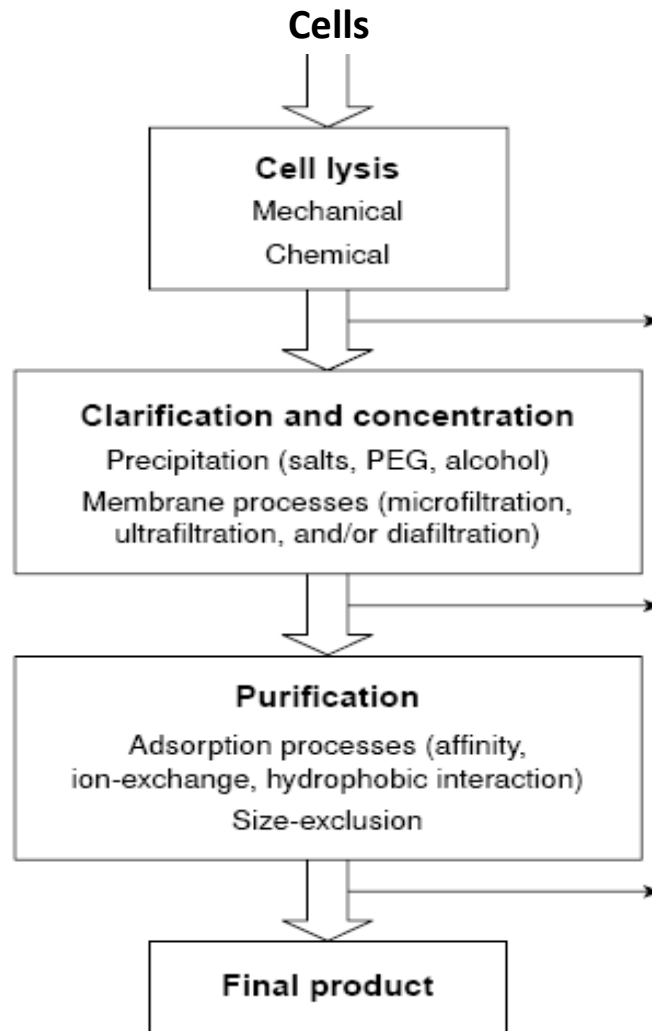 Cells
Cell lysis
Mechanical
Chemical
Clarification and concentration
Precipitation (salts, PEG, alcohol)
Membrane processes (microfiltration,
ultrafiltration, and/or diafiltration)
Purification
Adsorption processes (affinity,
ion-exchange, hydrophobic interaction)
Size-exclusion
Final product